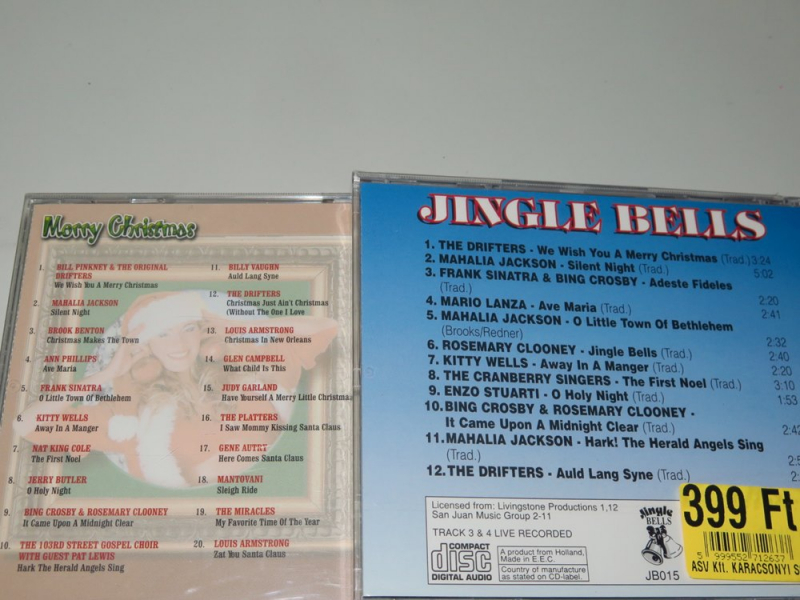 Merry Christmas
1. BILL PINKNEY & THE ORIGINAL
DRIFTERS
We Wish You A Merry Christmas
2. MAHALIA JACKSON
Silent Night
3. BROOK BENTON
Christmas Makes The Town
4. ANN PHILLIPS
Ave Maria
5. FRANK SINATRA
O Little Town Of Bethlehem
6. KITTY WELLS
Away In A Manger
7. NAT KING COLE
The First Noel
8. JERRY BUTLER
O Holy Night
9. BING CROSBY & ROSEMARY CLOONEY
It Came Upon A Midnight Clear
10. THE 103RD STREET GOSPEL CHOIR
WITH GUEST PAT LEWIS
Hark The Herald Angels Sing
11. BILLY VAUGHN
Auld Lang Syne
12. THE DRIFTERS
Christmas Just Ain't Christmas
(Without The One I Love
13. LOUIS ARMSTRONG
Christmas In New Orleans
14. GLEN CAMPBELL
What Child Is This
15. JUDY GARLAND
Have Yourself A Merry Little Christmas
16. THE PLATTERS
I Saw Mommy Kissing Santa Claus
17. GENE AUTRY
Here Comes Santa Claus
18. MANTOVANI
Sleigh Ride
19. THE MIRACLES
My Favorite Time Of The Year
20. LOUIS ARMSTRONG
Zat You Santa Claus
JINGLE BELLS
1. THE DRIFTERS - We Wish You A Merry Christmas (Trad.) 3:24
2. MAHALIA JACKSON - Silent Night (Trad.) 5:02
3. FRANK SINATRA & BING CROSBY - Adeste Fideles
(Trad.) 2:20
4. MARIO LANZA - Ave Maria (Trad.) 2:41
5. MAHALIA JACKSON - O Little Town Of Bethlehem
(Brooks/Redner) 2:32
6. ROSEMARY CLOONEY - Jingle Bells (Trad.) 2:40
7. KITTY WELLS - Away In A Manger (Trad.) 2:20
8. THE CRANBERRY SINGERS - The First Noel (Trad.) 3:10
9. ENZO STUARTI - O Holy Night (Trad.) 1:53
10. BING CROSBY & ROSEMARY CLOONEY -
It Came Upon A Midnight Clear (Trad.) 2:42
11. MAHALIA JACKSON - Hark! The Herald Angels Sing
(Trad.)
12. THE DRIFTERS - Auld Lang Syne (Trad.)
Licensed from: Livingstone Productions 1,12
San Juan Music Group 2-11
TRACK 3 & 4 LIVE RECORDED
COMPACT
disc
DIGITAL AUDIO
A product from Holland,
Made in E.E.C.
Country of manufacture
as stated on CD-label.
Jingle
BELLS
JB015
399 Ft
5 999552 712637
ASV Kft. KARÁCSONYI